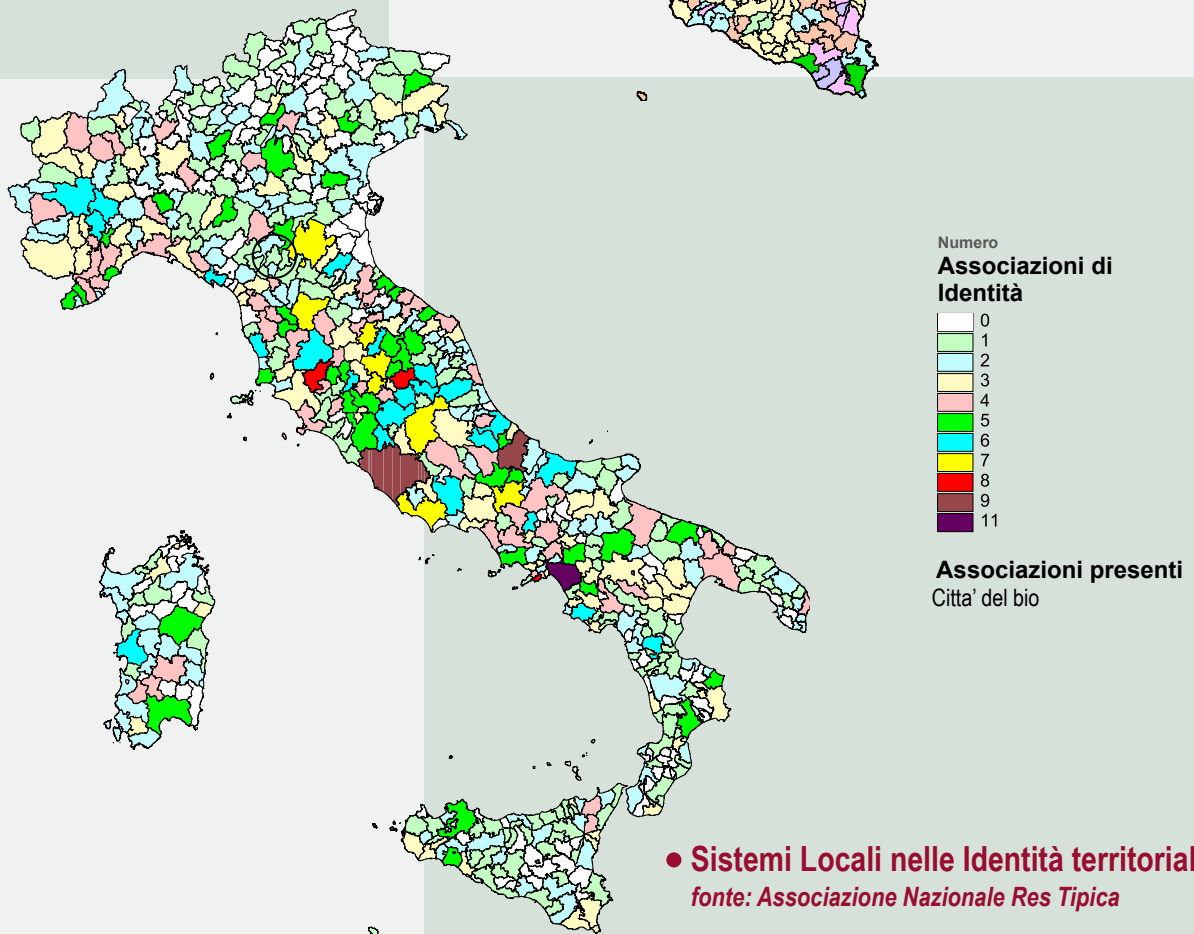 Numero
Associazioni di
Identità
0
1
2
3
4
5
6
7
8
9
11
Associazioni presenti
Citta' del bio
• Sistemi Locali nelle Identità territorial
fonte: Associazione Nazionale Res Tipica